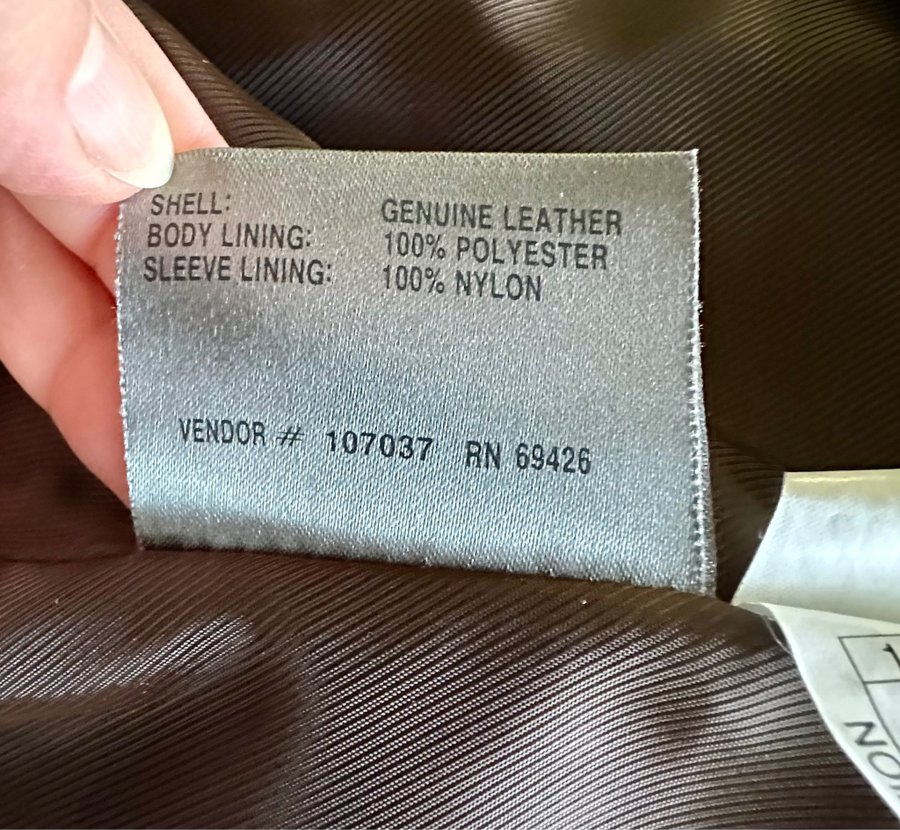 SHELL: GENUINE LEATHER
BODY LINING: 100% POLYESTER
SLEEVE LINING: 100% NYLON
VENDOR # 107037 RN 69426